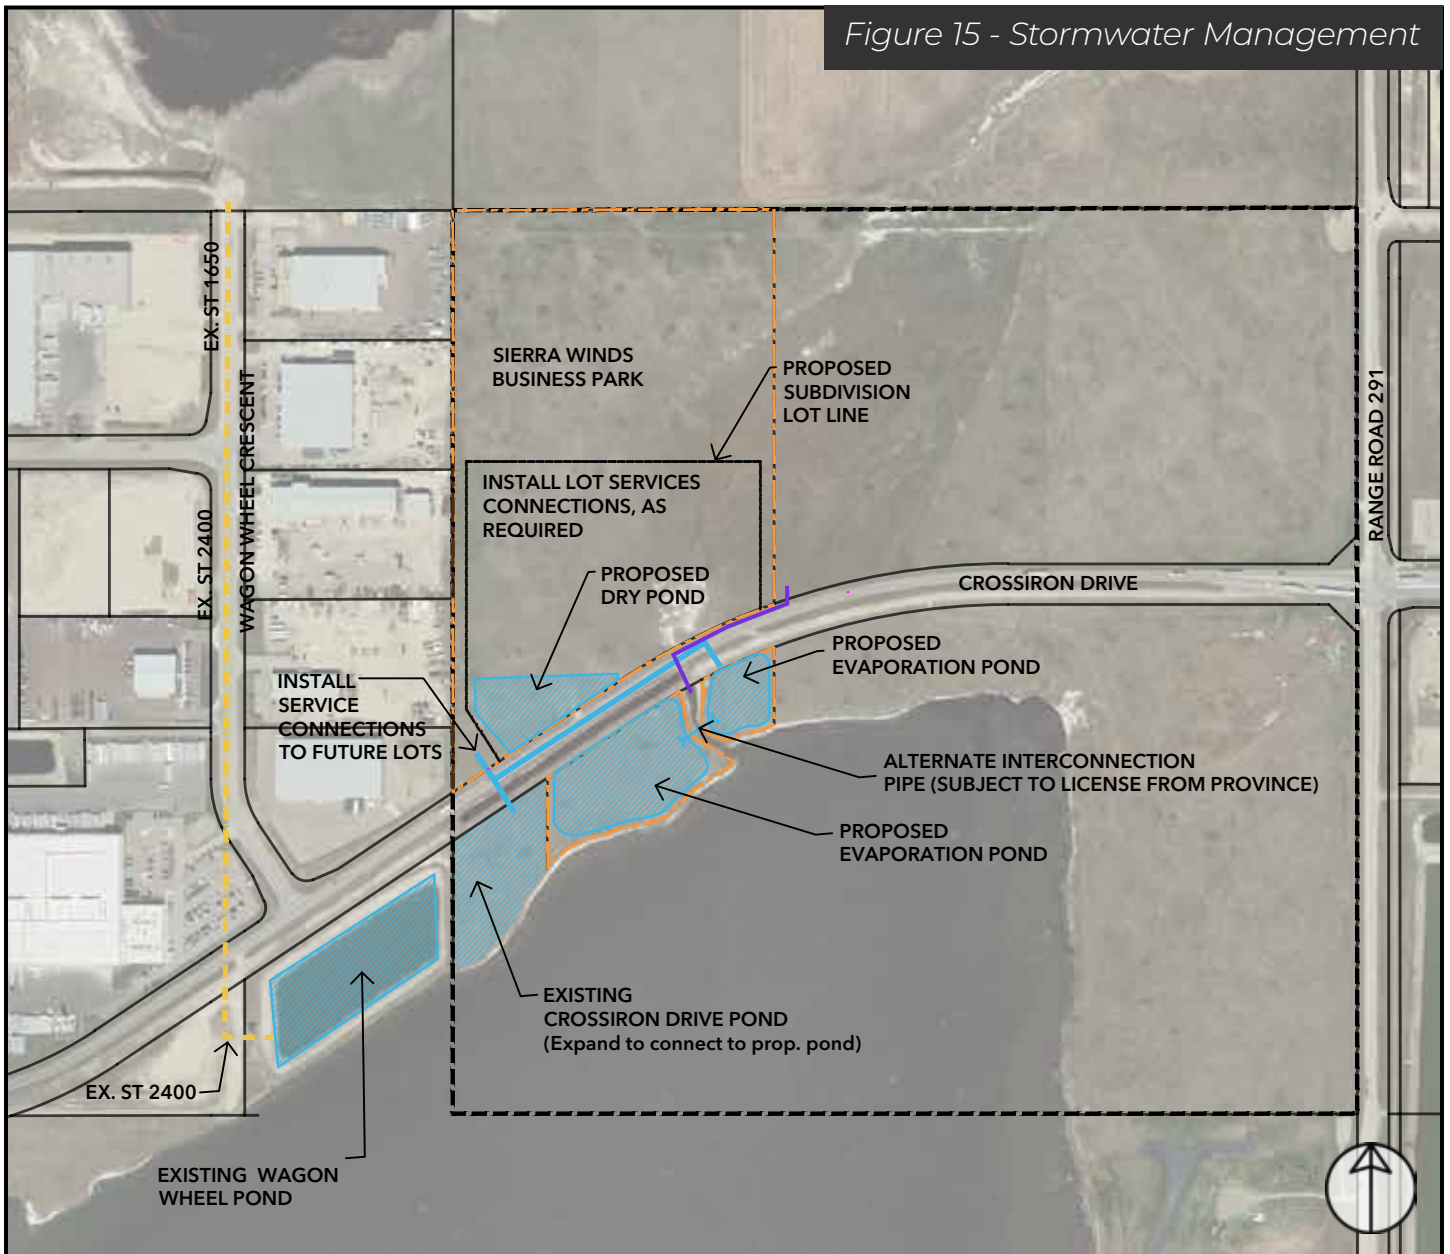 Figure 15 - Stormwater Management
EX. ST 1650
SIERRA WINDS
BUSINESS PARK
PROPOSED
SUBDIVISION
LOT LINE
WAGON WHEEL CRESCENT
RANGE ROAD 291
INSTALL LOT SERVICES
CONNECTIONS, AS
REQUIRED
EX. ST 2400
PROPOSED
DRY POND
CROSSIRON DRIVE
PROPOSED
EVAPORATION POND
INSTALL
SERVICE
CONNECTIONS
TO FUTURE LOTS
ALTERNATE INTERCONNECTION
PIPE (SUBJECT TO LICENSE FROM PROVINCE)
PROPOSED
EVAPORATION POND
EXISTING
CROSSIRON DRIVE POND
(Expand to connect to prop. pond)
EX. ST 2400
EXISTING WAGON
WHEEL POND